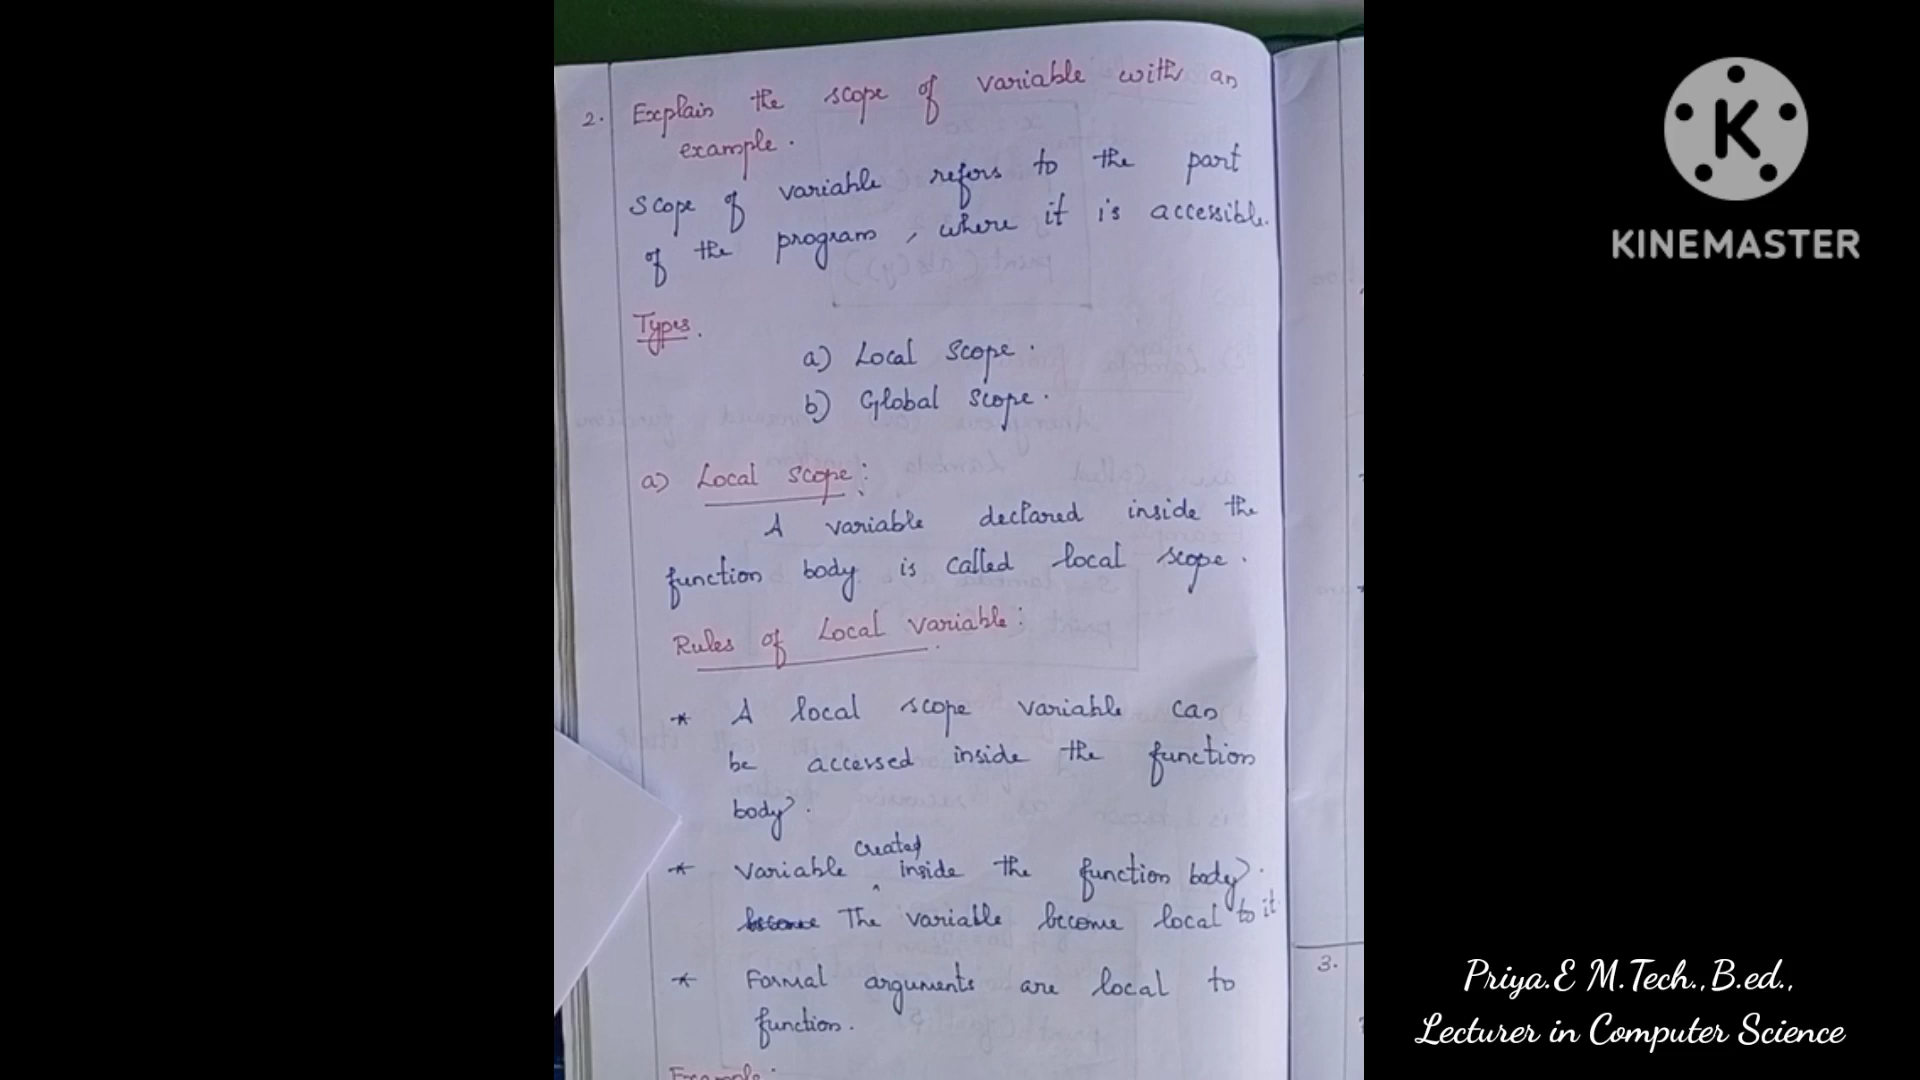 2. Explain the scope of variable with an
example.
Scope of variable refers to the part
of the program, where it is accessible.
Types.
a) Local Scope.
b) Global Scope.
a) Local Scope:
A variable declared inside the
function body is called local scope.
Rules of Local variable:
* A local scope variable can
be accessed inside the function
body.
* Variable created inside the function body.
become The variable become local to it
* Formal arguments are local to
function.
Example:
3.
K
KINEMASTER
Priya.E M.Tech.,B.ed.,
Lecturer in Computer Science